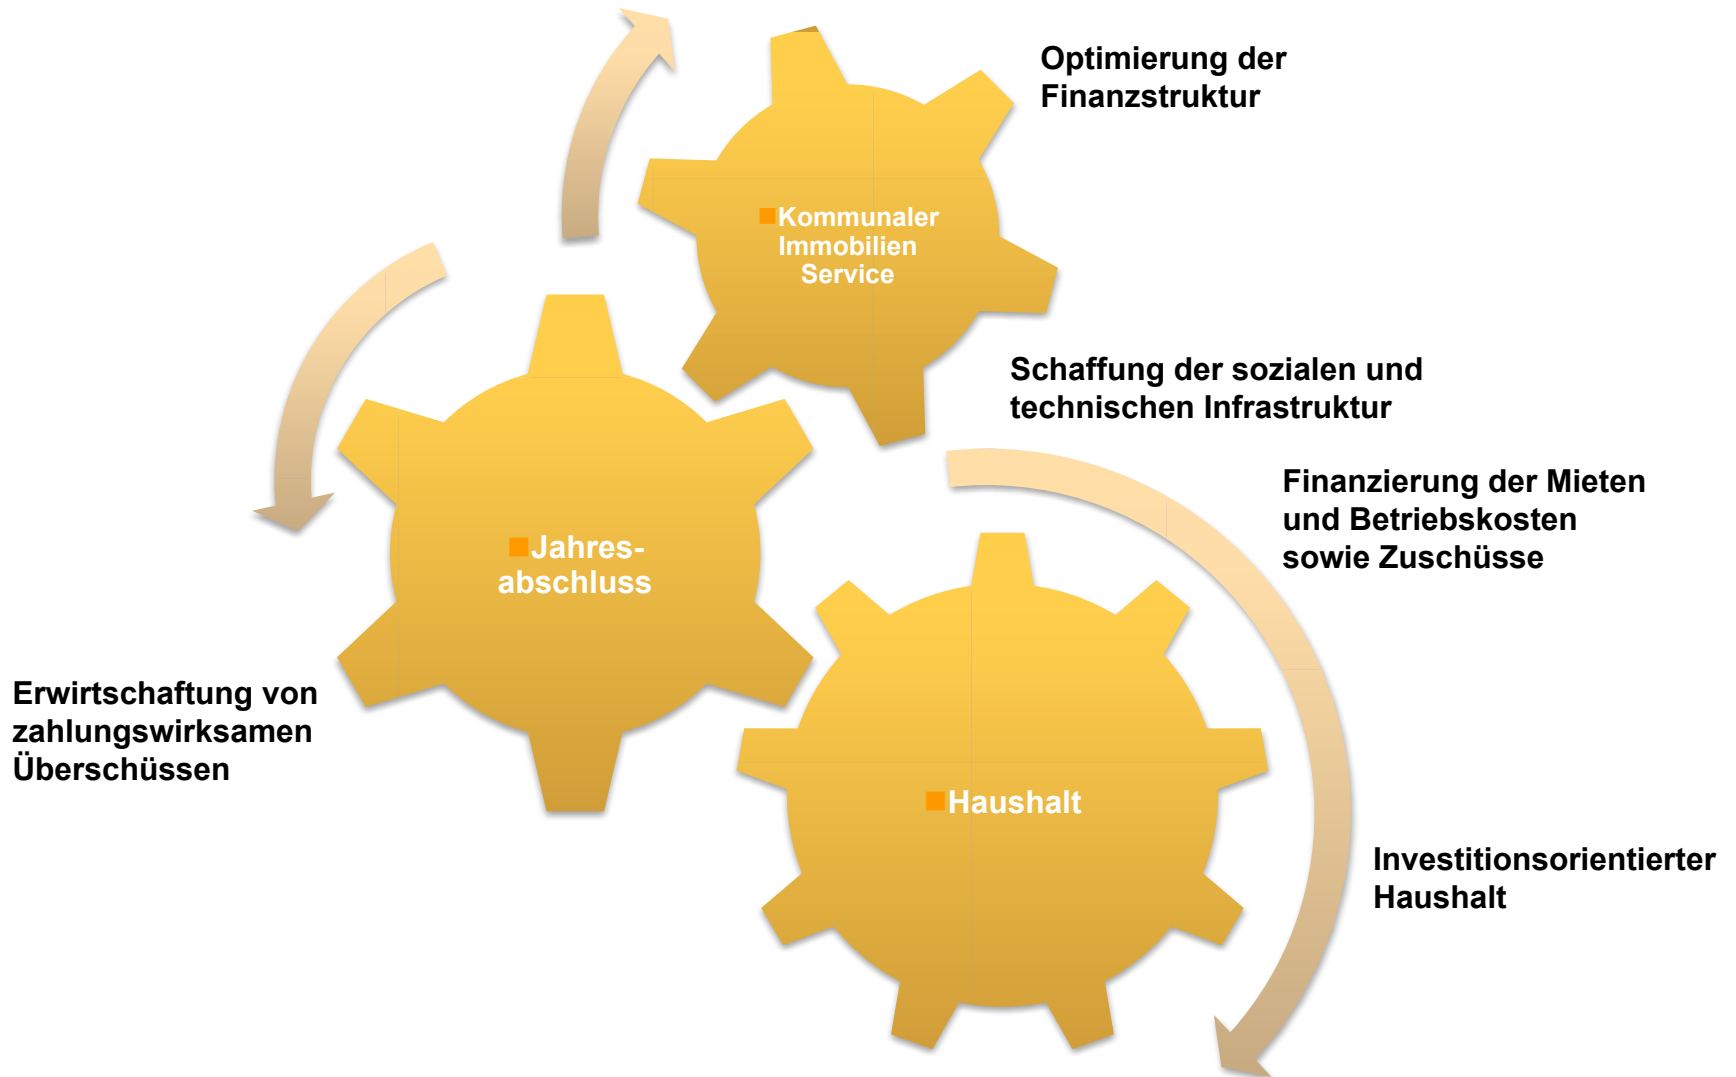 Optimierung der
Finanzstruktur
Kommunaler
Immobilien
Service
Schaffung der sozialen und
technischen Infrastruktur
Finanzierung der Mieten
und Betriebskosten
sowie Zuschüsse
Jahres-
abschluss
Erwirtschaftung von
zahlungswirksamen
Überschüssen
Haushalt
Investitionsorientierter
Haushalt